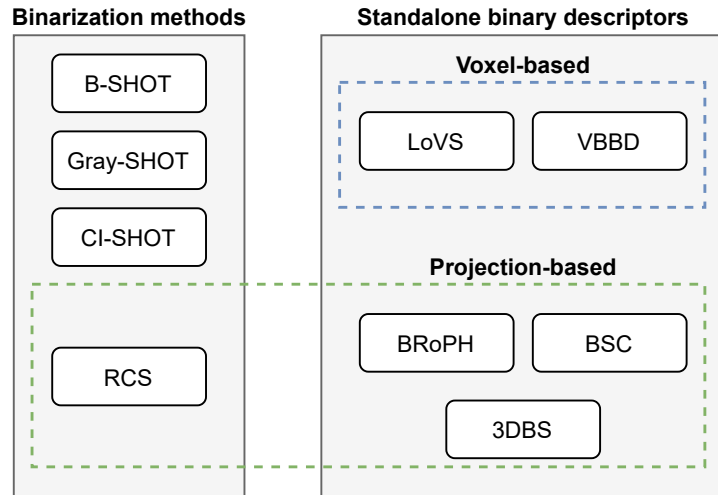 Binarization methods
B-SHOT
Gray-SHOT
CI-SHOT
RCS
Standalone binary descriptors
Voxel-based
LoVS
VBBD
Projection-based
BRoPH
BSC
3DBS